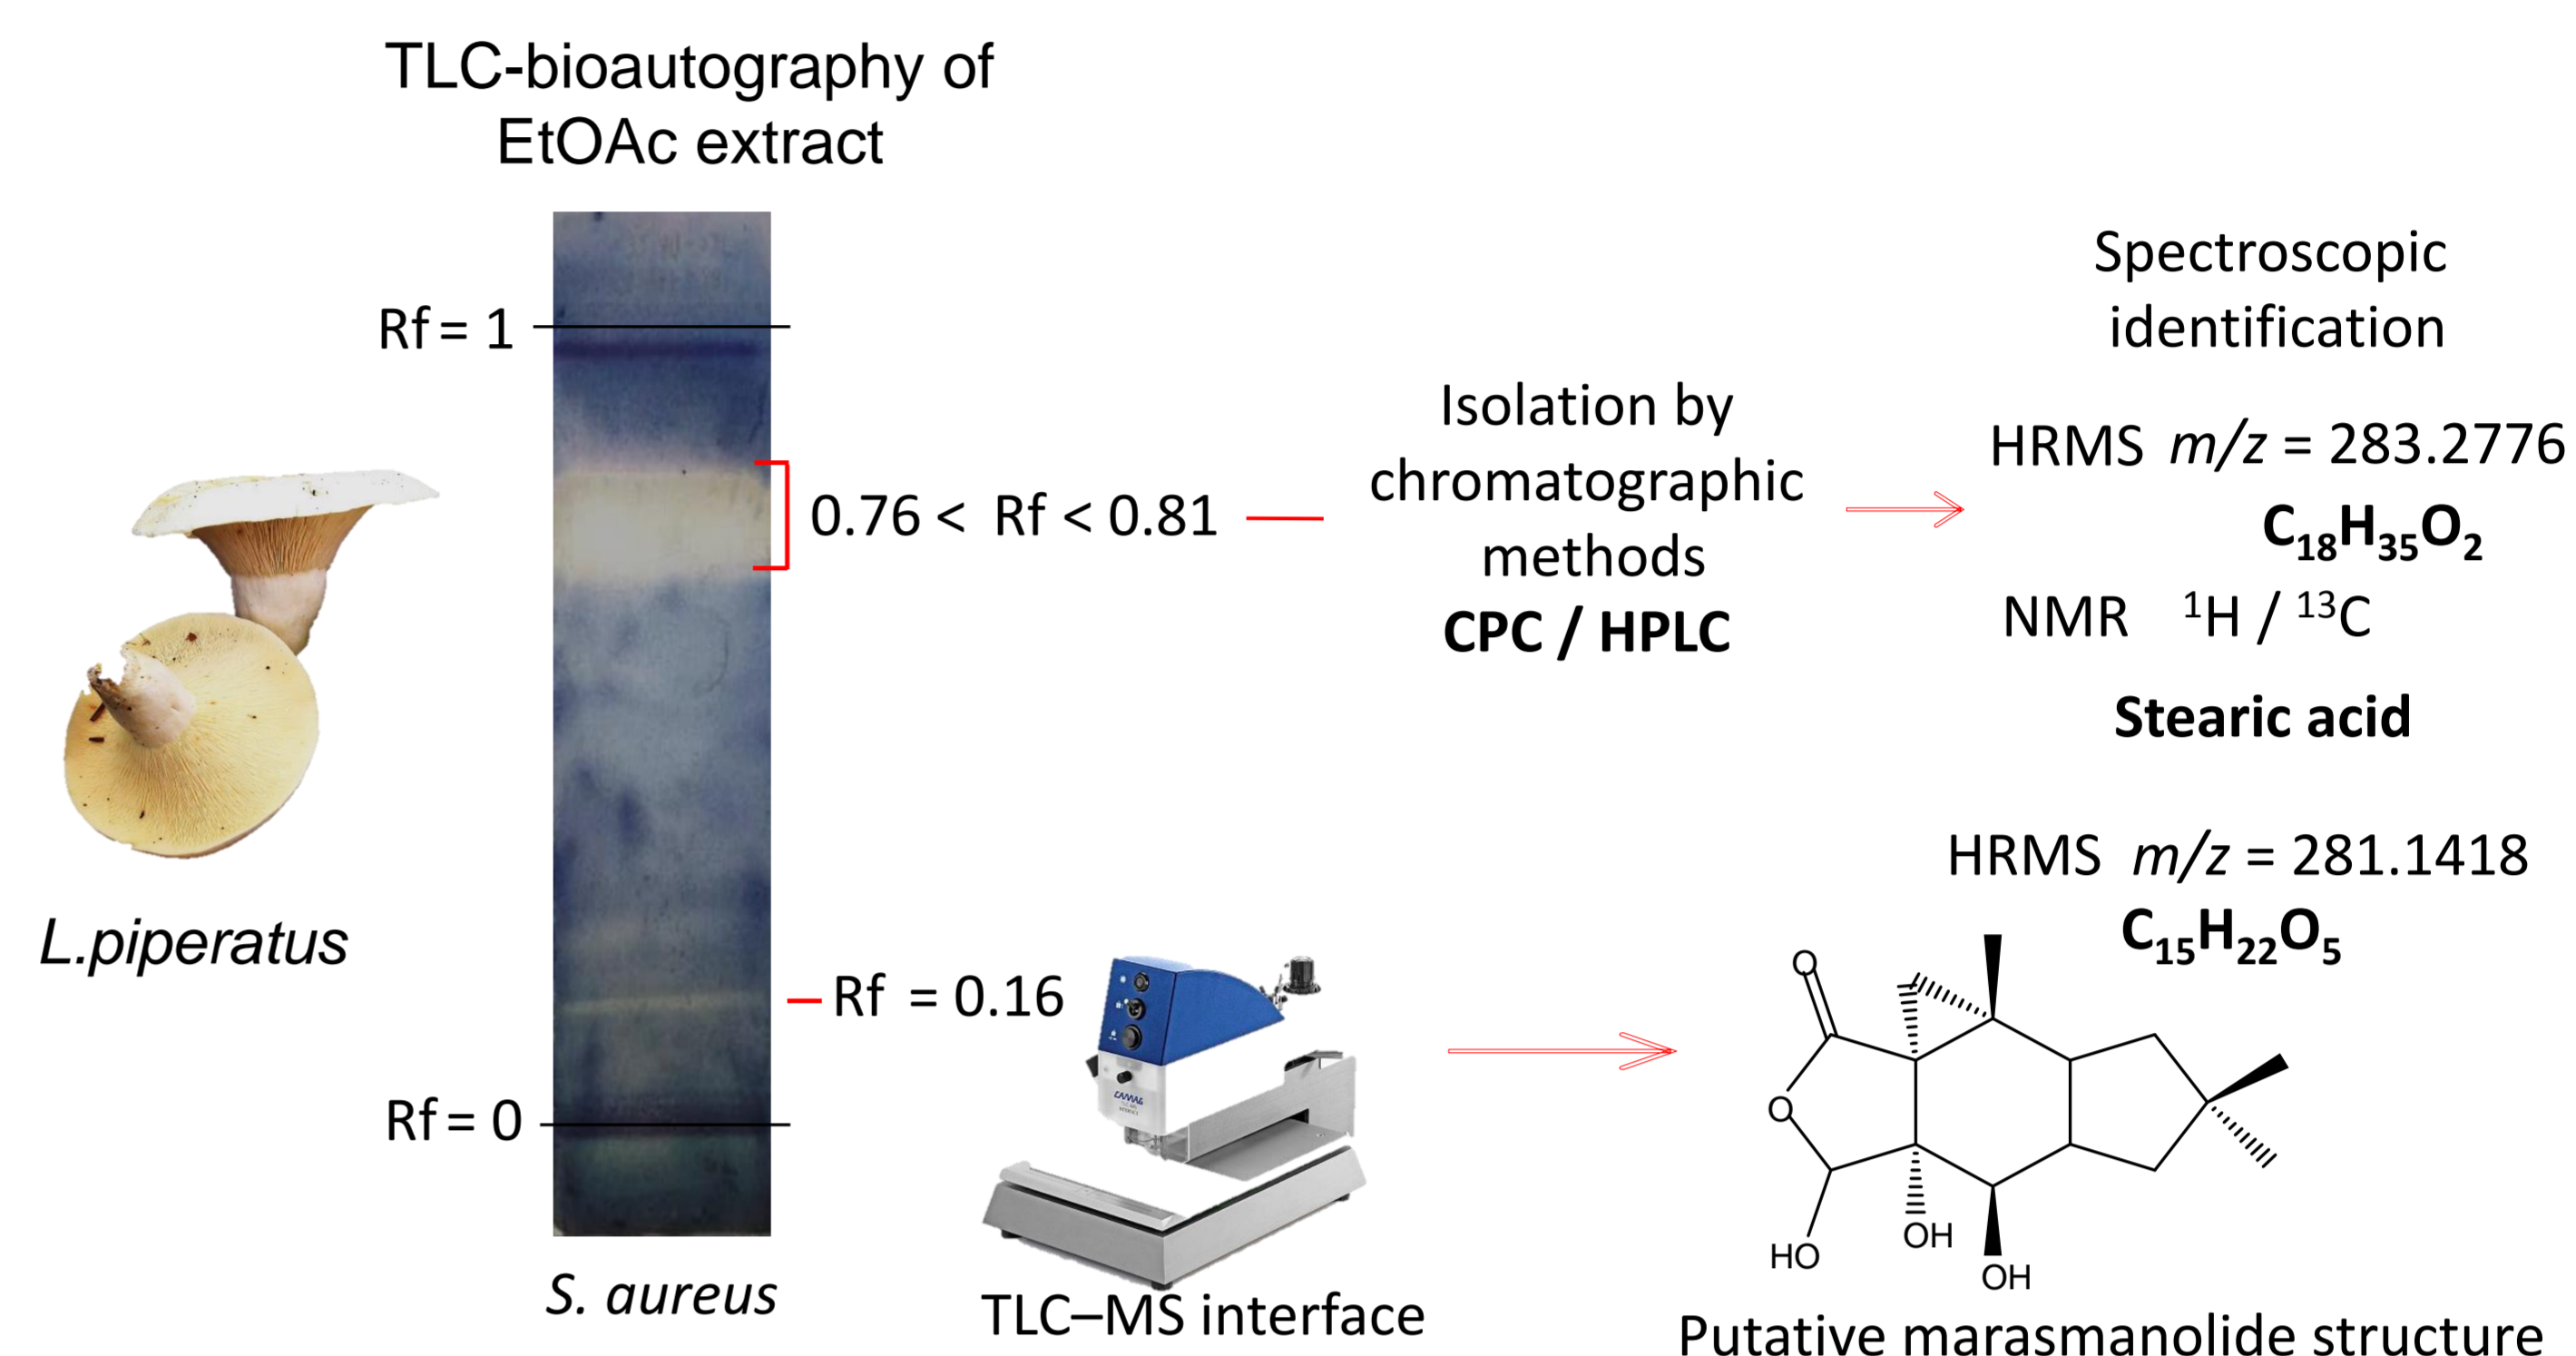 TLC-bioautography of
EtOAc extract
Rf = 1
0.76 < Rf < 0.81
Isolation by
chromatographic
methods
CPC / HPLC
Spectroscopic
identification
HRMS m/z = 283.2776
C₁₈H₃₅O₂
NMR ¹H / ¹³C
Stearic acid
L.piperatus
Rf = 0.16
Rf = 0
S. aureus
CAMAG
TLC–MS interface
HRMS m/z = 281.1418
C₁₅H₂₂O₅
O
O
HO
OH
OH
Putative marasmanolide structure